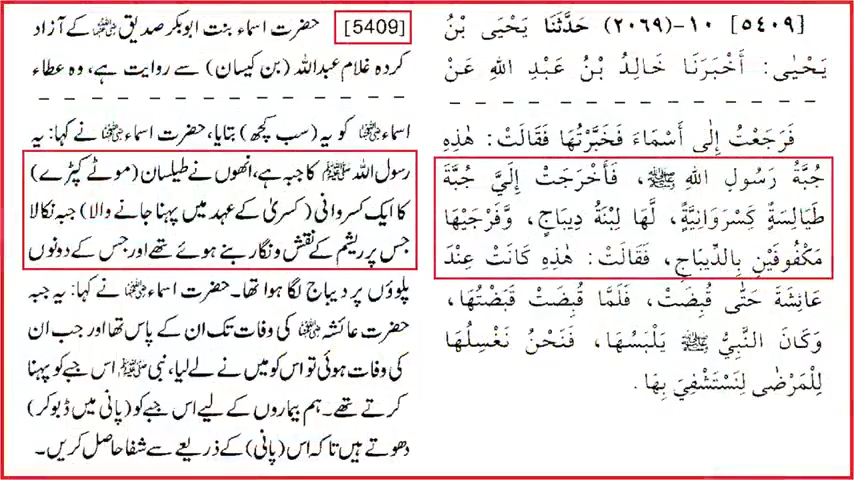 [٥٤٠٩] ١٠-(٢٠٦٩) حَدَّثَنَا يَحْيَى بْنُ
يَحْيٰى: أَخْبَرَنَا خَالِدُ بْنُ عَبْدِ اللهِ عَنْ
فَرَجَعْتُ إِلٰى أَسْمَاءَ فَخَبَّرْتُهَا فَقَالَتْ: هٰذِهِ
جُبَّةُ رَسُولِ اللهِ ﷺ، فَأَخْرَجَتْ إِلَيَّ جُبَّةَ
طَيَالِسَةٍ كَسْرَوَانِيَّةٍ، لَهَا لِبْنَةُ دِيبَاجٍ، وَّفَرْجَيْهَا
مَكْفُوفَيْنِ بِالدِّيبَاجِ، فَقَالَتْ: هٰذِهِ كَانَتْ عِنْدَ
عَائِشَةَ حَتّٰى قُبِضَتْ، فَلَمَّا قُبِضَتْ قَبَضْتُهَا،
وَكَانَ النَّبِيُّ ﷺ يَلْبَسُهَا، فَنَحْنُ نَغْسِلُهَا
لِلْمَرْضٰى لِنَسْتَشْفِيَ بِهَا.
[5409] حضرت اسماء بنت ابوبکر صدیق رضی اللہ عنہا کے آزاد
کردہ غلام عبداللہ (بن کیسان) سے روایت ہے، وہ عطاء
اسماء رضی اللہ عنہا کو یہ (سب کچھ) بتایا، حضرت اسماء رضی اللہ عنہا نے کہا: یہ
رسول اللہ ﷺ کا جبہ ہے، انھوں نے طیلسان (موٹے کپڑے)
کا ایک کسروانی (کسریٰ کے عہد میں پہنا جانے والا) جبہ نکالا
جس پر ریشم کے نقش و نگار بنے ہوئے تھے اور جس کے دونوں
پلوؤں پر دیباج لگا ہوا تھا۔ حضرت اسماء رضی اللہ عنہا نے کہا: یہ جبہ
حضرت عائشہ رضی اللہ عنہا کی وفات تک ان کے پاس تھا اور جب ان
کی وفات ہوئی تو اس کو میں نے لے لیا، نبی ﷺ اس جبے کو پہنا
کرتے تھے۔ ہم بیماروں کے لیے اس جبے کو (پانی میں ڈبو کر)
دھوتے ہیں تاکہ اس (پانی) کے ذریعے سے شفا حاصل کریں۔